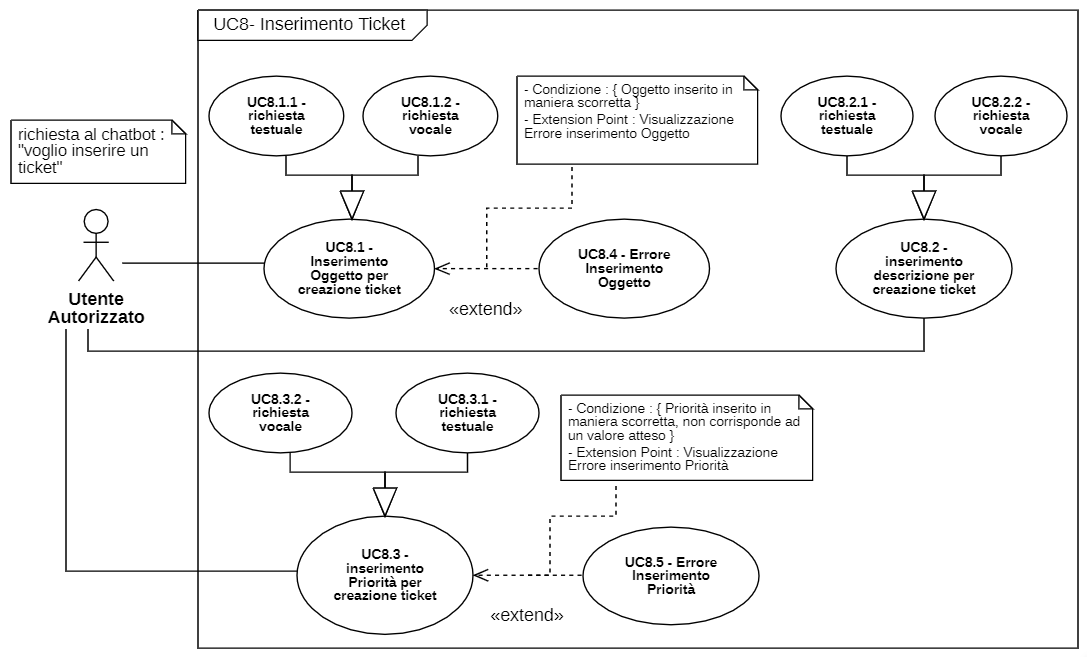 UC8- Inserimento Ticket
richiesta al chatbot :
"voglio inserire un
ticket"
Utente
Autorizzato
UC8.1.1 -
richiesta
testuale
UC8.1.2 -
richiesta
vocale
- Condizione : { Oggetto inserito in
maniera scorretta }
- Extension Point : Visualizzazione
Errore inserimento Oggetto
UC8.2.1 -
richiesta
testuale
UC8.2.2 -
richiesta
vocale
UC8.1 -
Inserimento
Oggetto per
creazione ticket
«extend»
UC8.4 - Errore
Inserimento
Oggetto
UC8.2 -
inserimento
descrizione per
creazione ticket
UC8.3.2 -
richiesta
vocale
UC8.3.1 -
richiesta
testuale
- Condizione : { Priorità inserito in
maniera scorretta, non corrisponde ad
un valore atteso }
- Extension Point : Visualizzazione
Errore inserimento Priorità
UC8.3 -
inserimento
Priorità per
creazione ticket
«extend»
UC8.5 - Errore
Inserimento
Priorità